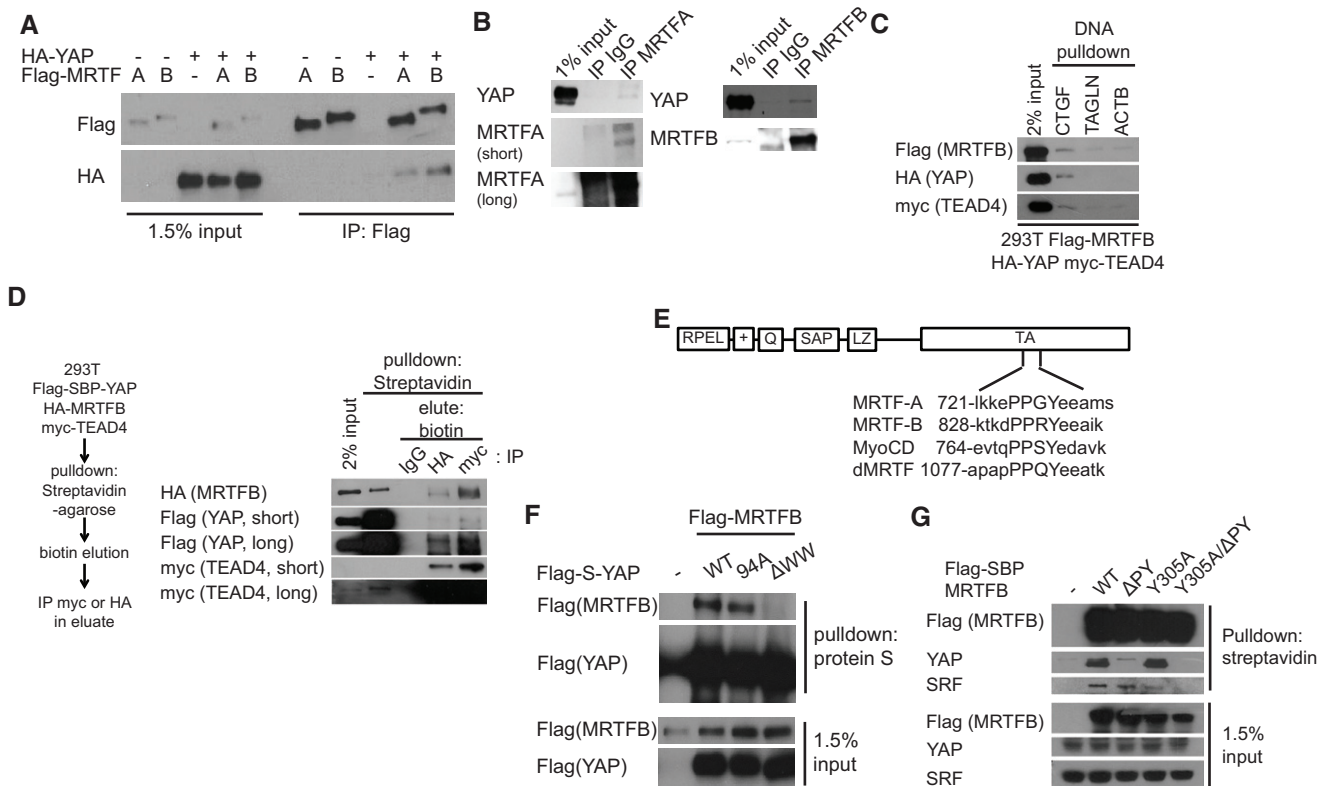 A
HA-YAP - - + + + - - + + +
Flag-MRTF A B - A B A B - A B
Flag
HA
1.5% input
IP: Flag
B
1% input
IP IgG
IP MRTFA
YAP
MRTFA
(short)
MRTFA
(long)
1% input
IP IgG
IP MRTFB
YAP
MRTFB
C
DNA
pulldown
2% input
CTGF
TAGLN
ACTB
Flag (MRTFB)
HA (YAP)
myc (TEAD4)
293T Flag-MRTFB
HA-YAP myc-TEAD4
D
293T
Flag-SBP-YAP
HA-MRTFB
myc-TEAD4
pulldown:
Streptavidin
-agarose
biotin elution
IP myc or HA
in eluate
pulldown:
Streptavidin
elute:
biotin
2% input
IgG
HA
myc
: IP
HA (MRTFB)
Flag (YAP, short)
Flag (YAP, long)
myc (TEAD4, short)
myc (TEAD4, long)
E
RPEL + Q SAP LZ TA
MRTF-A 721-lkkePPGYeeams
MRTF-B 828-ktkdPPRYeeaik
MyoCD 764-evtqPPSYedavk
dMRTF 1077-apapPPQYeeatk
F
Flag-MRTFB
Flag-S-YAP - WT 94A ΔWW
Flag(MRTFB)
Flag(YAP)
pulldown:
protein S
Flag(MRTFB)
Flag(YAP)
1.5%
input
G
Flag-SBP
MRTFB - WT ΔPY Y305A Y305A/ΔPY
Flag (MRTFB)
YAP
SRF
Pulldown:
streptavidin
Flag (MRTFB)
YAP
SRF
1.5%
input